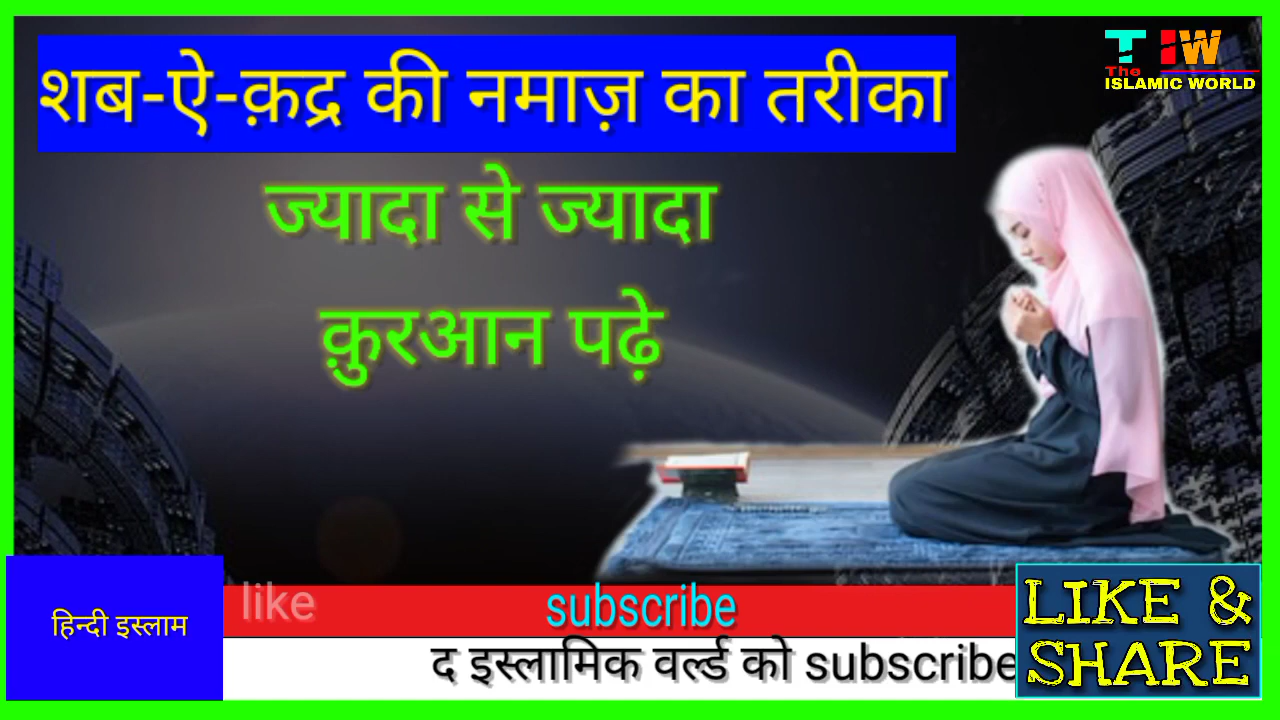 शब-ऐ-क़द्र की नमाज़ का तरीका
T IW
The
ISLAMIC WORLD
ज्यादा से ज्यादा
क़ुरआन पढ़े
हिन्दी इस्लाम
like
subscribe
द इस्लामिक वर्ल्ड को subscribe
LIKE &
SHARE